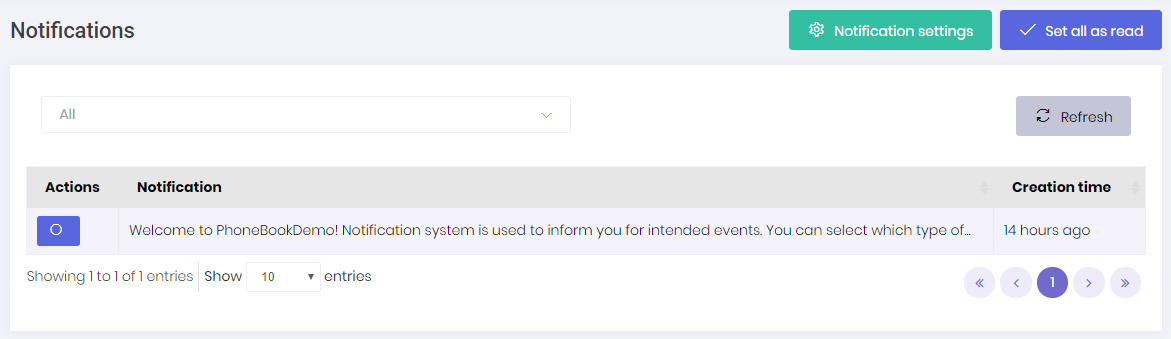 Notifications
Notification settings
Set all as read
All
Refresh
Actions Notification Creation time
Welcome to PhoneBookDemo! Notification system is used to inform you for intended events. You can select which type of... 14 hours ago
Showing 1 to 1 of 1 entries Show 10 entries « ‹ 1 › »